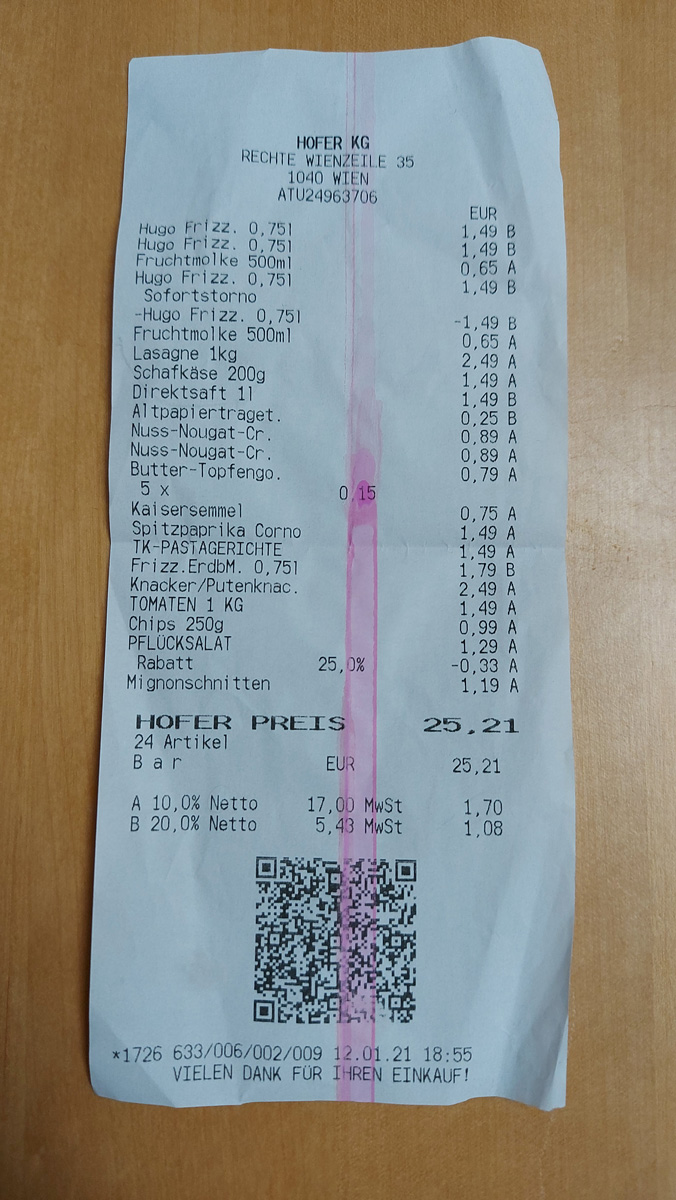 HOFER KG
RECHTE WIENZEILE 35
1040 WIEN
ATU24963706
EUR
Hugo Frizz. 0,75l 1,49 B
Hugo Frizz. 0,75l 1,49 B
Fruchtmolke 500ml 0,65 A
Hugo Frizz. 0,75l 1,49 B
Sofortstorno
-Hugo Frizz. 0,75l -1,49 B
Fruchtmolke 500ml 0,65 A
Lasagne 1kg 2,49 A
Schafkäse 200g 1,49 A
Direktsaft 1l 1,49 B
Altpapiertraget. 0,25 B
Nuss-Nougat-Cr. 0,89 A
Nuss-Nougat-Cr. 0,89 A
Butter-Topfengo. 0,79 A
5 x 0,15
Kaisersemmel 0,75 A
Spitzpaprika Corno 1,49 A
TK-PASTAGERICHTE 1,49 A
Frizz.ErdbM. 0,75l 1,79 B
Knacker/Putenknac. 2,49 A
TOMATEN 1 KG 1,49 A
Chips 250g 0,99 A
PFLÜCKSALAT 1,29 A
Rabatt 25,0% -0,33 A
Mignonschnitten 1,19 A
HOFER PREIS 25,21
24 Artikel
Bar EUR 25,21
A 10,0% Netto 17,00 MwSt 1,70
B 20,0% Netto 5,43 MwSt 1,08
*1726 633/006/002/009 12.01.21 18:55
VIELEN DANK FÜR IHREN EINKAUF!